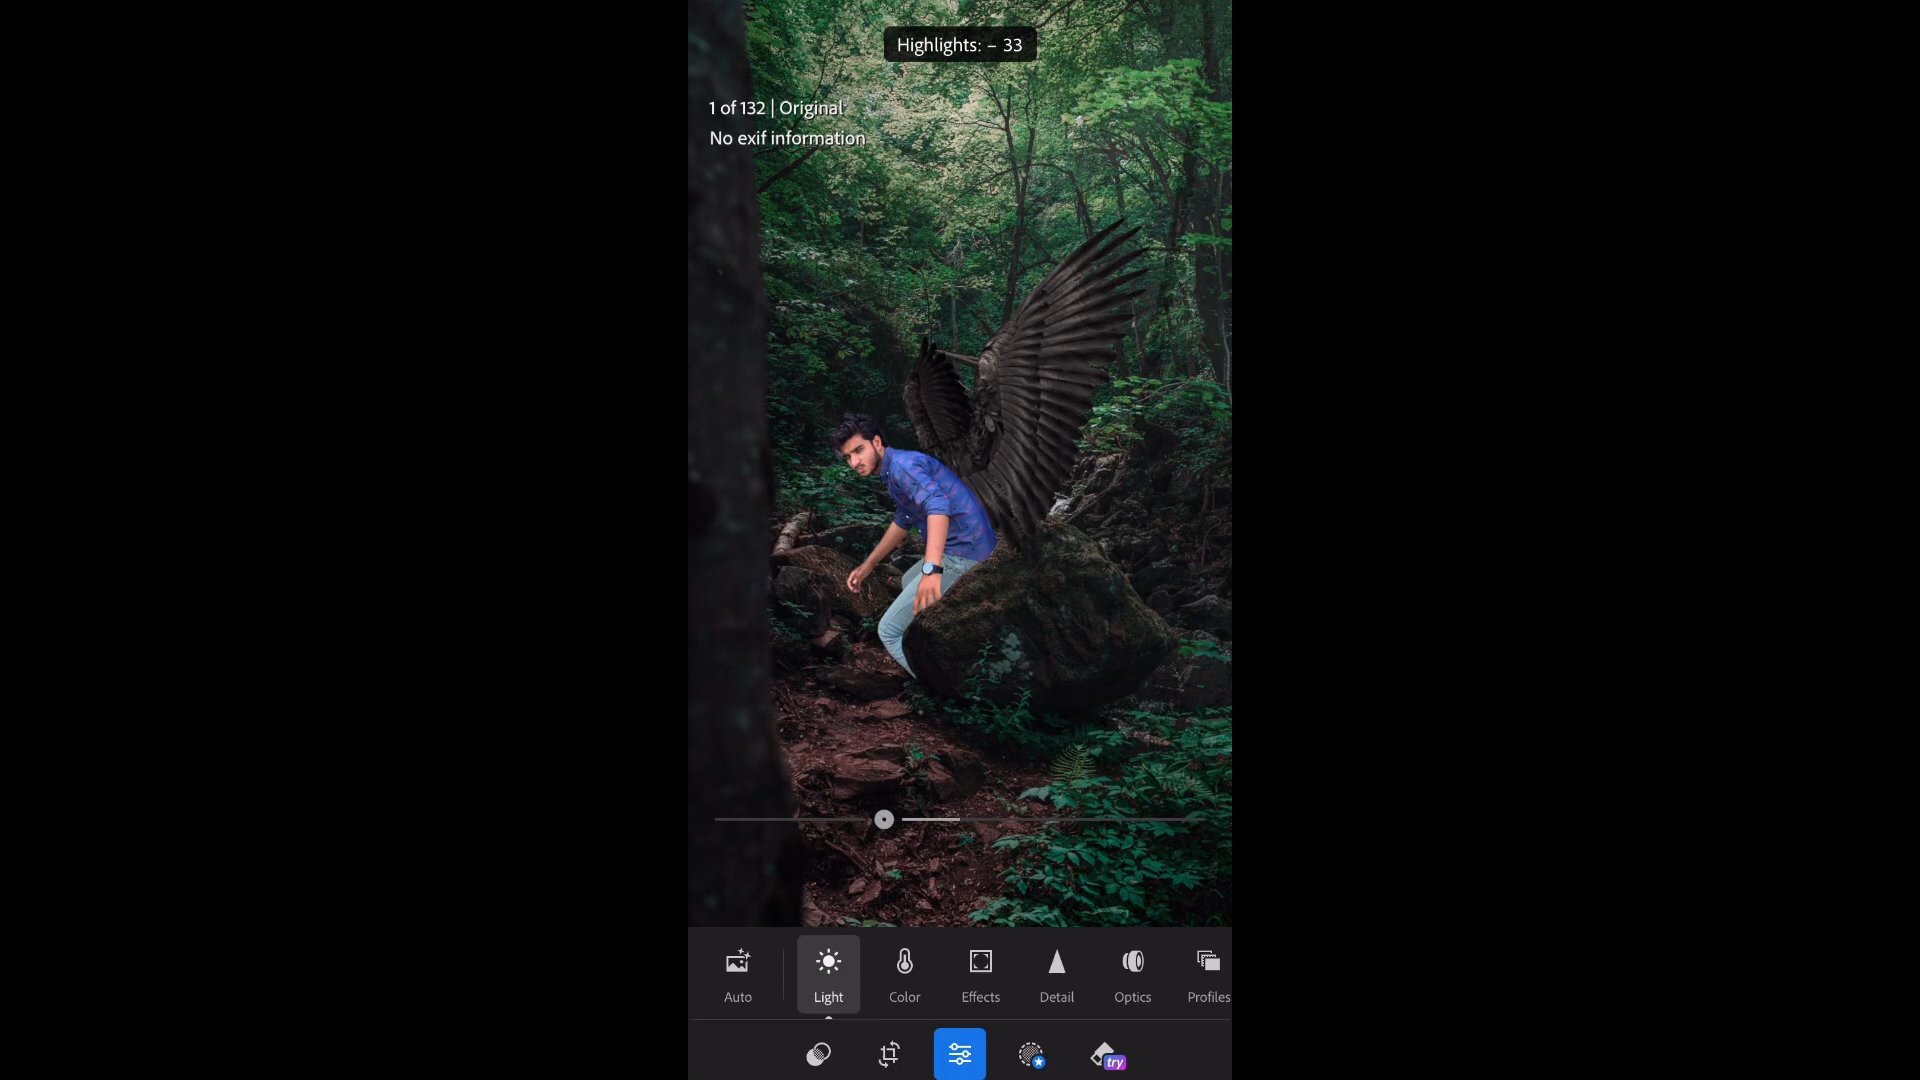 Highlights: – 33
1 of 132 | Original
No exif information
Auto
Light
Color
Effects
Detail
Optics
Profiles
try